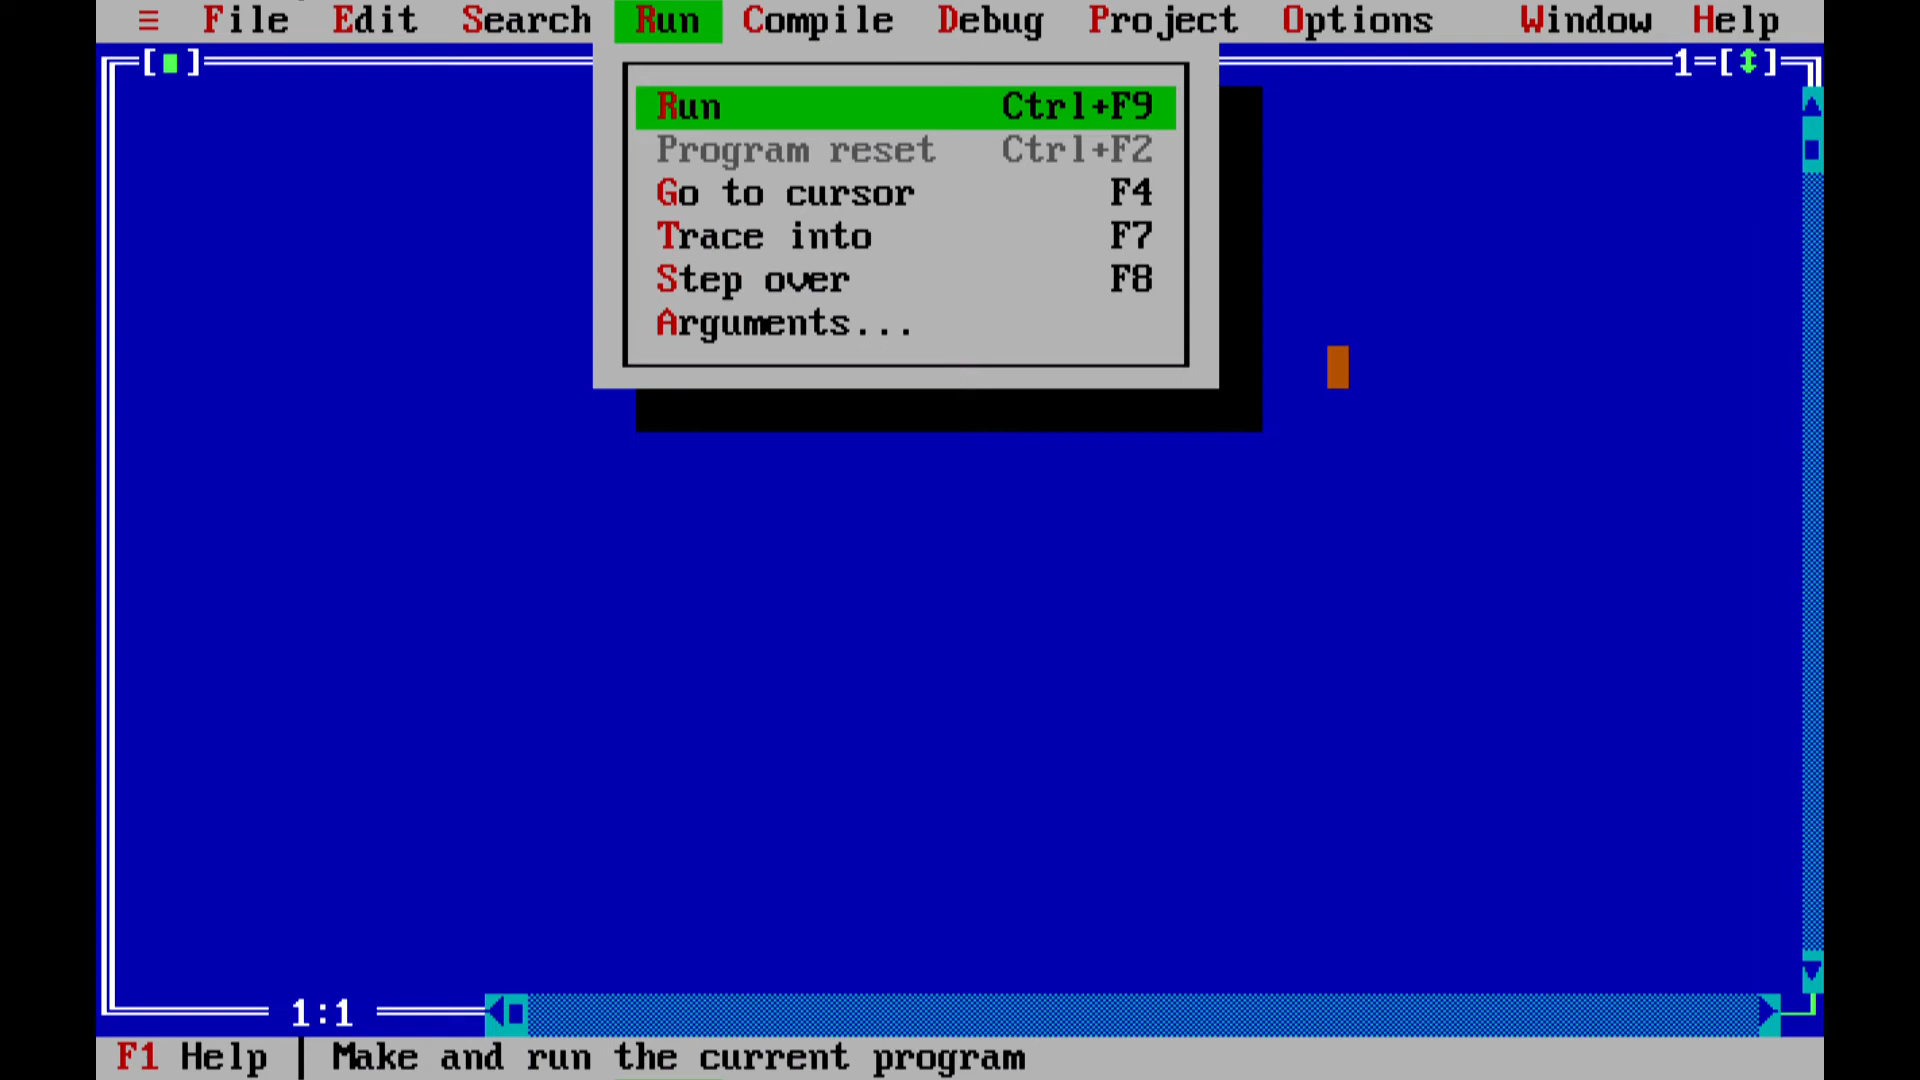 ≡ File Edit Search Run Compile Debug Project Options Window Help
[■] 1=[↕]
Run Ctrl+F9
Program reset Ctrl+F2
Go to cursor F4
Trace into F7
Step over F8
Arguments...
1:1
F1 Help | Make and run the current program